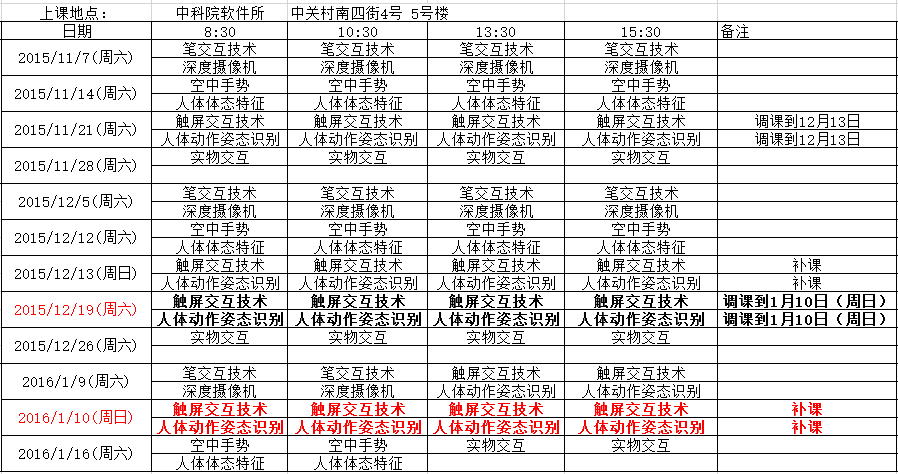 上课地点： 中科院软件所 中关村南四街4号 5号楼
日期 8:30 10:30 13:30 15:30 备注
2015/11/7(周六) 笔交互技术 笔交互技术 笔交互技术 笔交互技术
深度摄像机 深度摄像机 深度摄像机 深度摄像机
2015/11/14(周六) 空中手势 空中手势 空中手势 空中手势
人体体态特征 人体体态特征 人体体态特征 人体体态特征
2015/11/21(周六) 触屏交互技术 触屏交互技术 触屏交互技术 触屏交互技术 调课到12月13日
人体动作姿态识别 人体动作姿态识别 人体动作姿态识别 人体动作姿态识别 调课到12月13日
2015/11/28(周六) 实物交互 实物交互 实物交互 实物交互
2015/12/5(周六) 笔交互技术 笔交互技术 笔交互技术 笔交互技术
深度摄像机 深度摄像机 深度摄像机 深度摄像机
2015/12/12(周六) 空中手势 空中手势 空中手势 空中手势
人体体态特征 人体体态特征 人体体态特征 人体体态特征
2015/12/13(周日) 触屏交互技术 触屏交互技术 触屏交互技术 触屏交互技术 补课
人体动作姿态识别 人体动作姿态识别 人体动作姿态识别 人体动作姿态识别 补课
2015/12/19(周六) 触屏交互技术 触屏交互技术 触屏交互技术 触屏交互技术 调课到1月10日（周日）
人体动作姿态识别 人体动作姿态识别 人体动作姿态识别 人体动作姿态识别 调课到1月10日（周日）
2015/12/26(周六) 实物交互 实物交互 实物交互 实物交互
2016/1/9(周六) 笔交互技术 笔交互技术 触屏交互技术 触屏交互技术
深度摄像机 深度摄像机 人体动作姿态识别 人体动作姿态识别
2016/1/10(周日) 触屏交互技术 触屏交互技术 触屏交互技术 触屏交互技术 补课
人体动作姿态识别 人体动作姿态识别 人体动作姿态识别 人体动作姿态识别 补课
2016/1/16(周六) 空中手势 空中手势 实物交互 实物交互
人体体态特征 人体体态特征